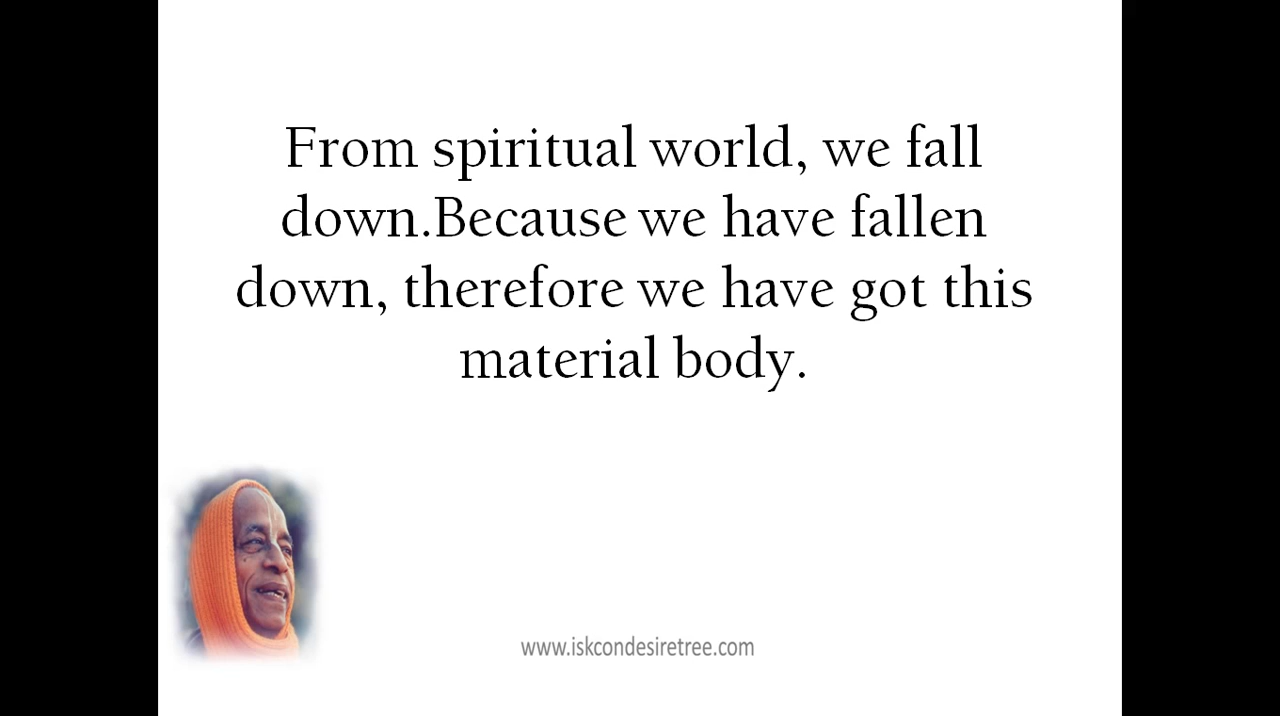 From spiritual world, we fall
down.Because we have fallen
down, therefore we have got this
material body.
www.iskcondesiretree.com